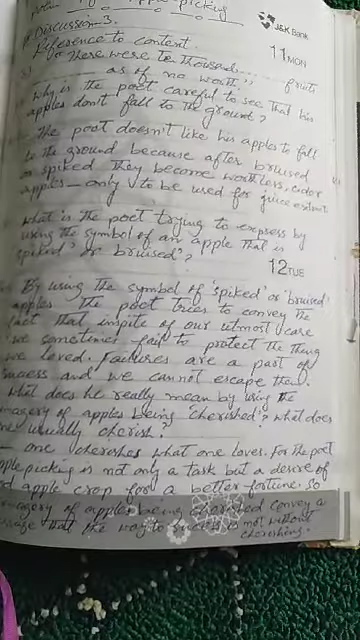 Apple-picking
J&K Bank
Discussion-3.
11 MON
Reference to content
There were ten thousand...... fruits
as of no worth".
why is the poet careful to see that his
apples don't fall to the ground?
The poet doesn't like his apples to fall
to the ground because after bruised
or spiked they become worthless, cider
apples — only to be used for juice
what is the poet trying to express by
using the symbol of an apple that is
spiked or bruised"?
12 TUE
By using the symbol of 'spiked' or 'bruised'
apples the poet tries to convey the
fact that inspite of our utmost care
we sometimes fail to protect the thing
we loved. Failures are a part of
success and we cannot escape them.
What does he really mean by using the
imagery of apples being 'cherished'? what does
one usually cherish?
— one cherishes what one loves. For the poet
apple picking is not only a task but a desire of
apple crop for a better fortune. So
imagery of apples being cherished convey a
that the way to success is not without
cherishing.